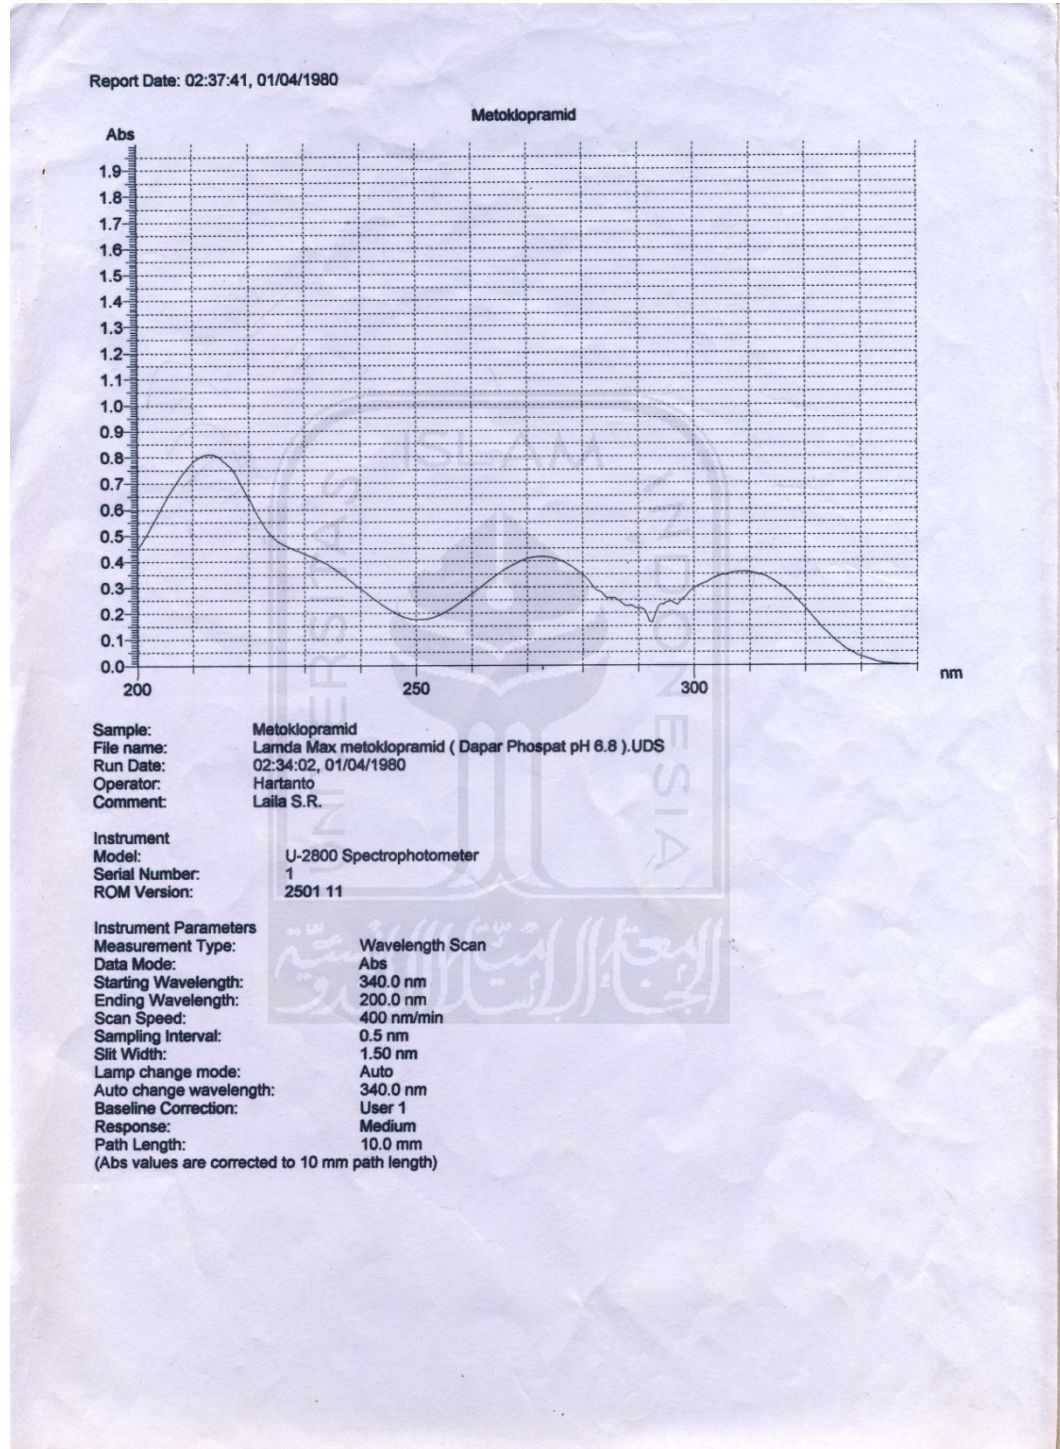 Report Date: 02:37:41, 01/04/1980
Metoklopramid
Abs
1.9
1.8
1.7
1.6
1.5
1.4
1.3
1.2
1.1
1.0
0.9
0.8
0.7
0.6
0.5
0.4
0.3
0.2
0.1
0.0
200 250 300 nm
UNIVERSITAS ISLAM INDONESIA
Sample: Metoklopramid
File name: Lamda Max metoklopramid ( Dapar Phospat pH 6.8 ).UDS
Run Date: 02:34:02, 01/04/1980
Operator: Hartanto
Comment: Laila S.R.
Instrument
Model: U-2800 Spectrophotometer
Serial Number: 1
ROM Version: 2501 11
Instrument Parameters
Measurement Type: Wavelength Scan
Data Mode: Abs
Starting Wavelength: 340.0 nm
Ending Wavelength: 200.0 nm
Scan Speed: 400 nm/min
Sampling Interval: 0.5 nm
Slit Width: 1.50 nm
Lamp change mode: Auto
Auto change wavelength: 340.0 nm
Baseline Correction: User 1
Response: Medium
Path Length: 10.0 mm
(Abs values are corrected to 10 mm path length)